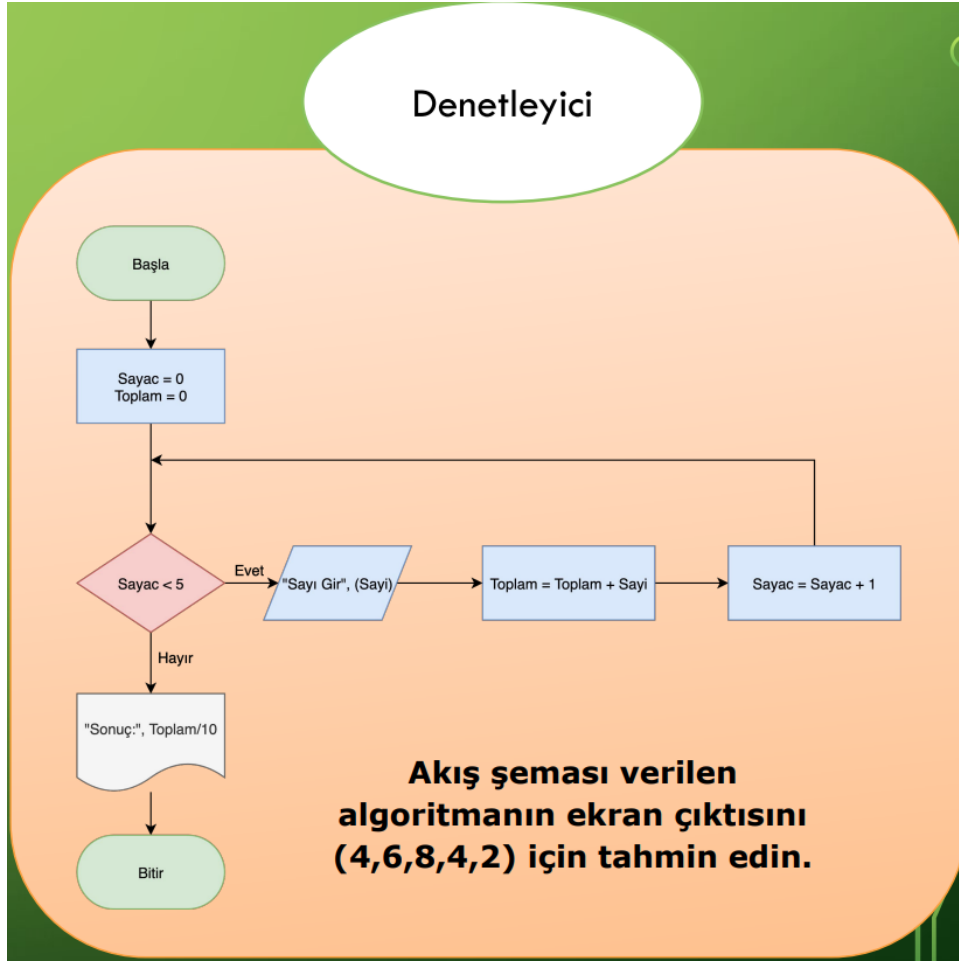 Denetleyici
Başla
Sayac = 0
Toplam = 0
Sayac < 5
Evet
"Sayı Gir", (Sayi)
Toplam = Toplam + Sayi
Sayac = Sayac + 1
Hayır
"Sonuç:", Toplam/10
Bitir
Akış şeması verilen
algoritmanın ekran çıktısını
(4,6,8,4,2) için tahmin edin.